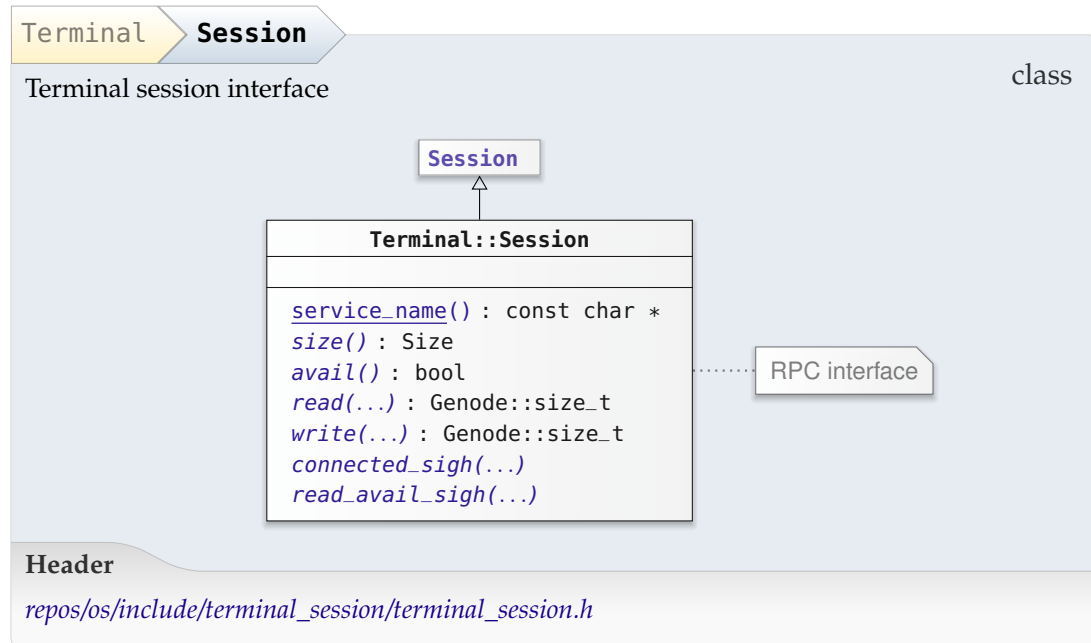 Terminal Session
class
Terminal session interface
Session
Terminal::Session
service_name() : const char *
size() : Size
avail() : bool
read(...) : Genode::size_t
write(...) : Genode::size_t
connected_sigh(...)
read_avail_sigh(...)
RPC interface
Header
repos/os/include/terminal_session/terminal_session.h